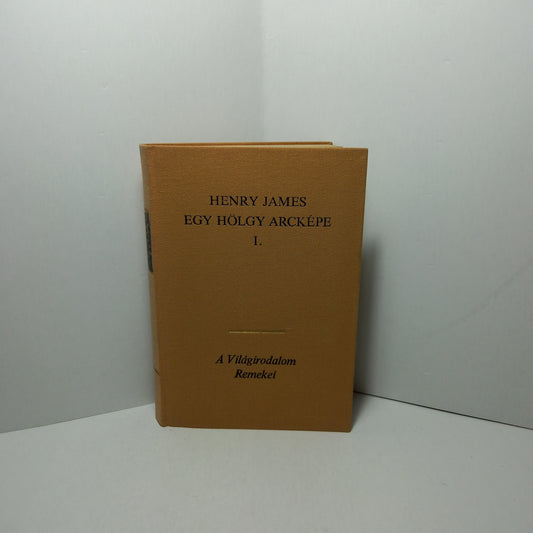 HENRY JAMES
EGY HÖLGY ARCKÉPE
I.
A Világirodalom
Remekei